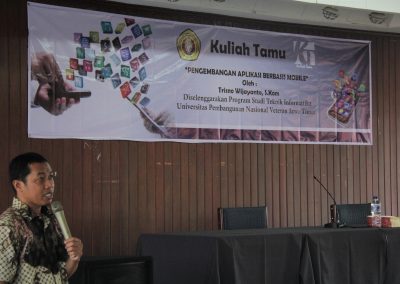 Kuliah Tamu
"PENGEMBANGAN APLIKASI BERBASIS MOBILE"
Oleh :
Trisno Wijayanto, S.Kom
Diselenggarakan Program Studi Teknik Informatika
Universitas Pembangunan Nasional Veteran Jawa Timur